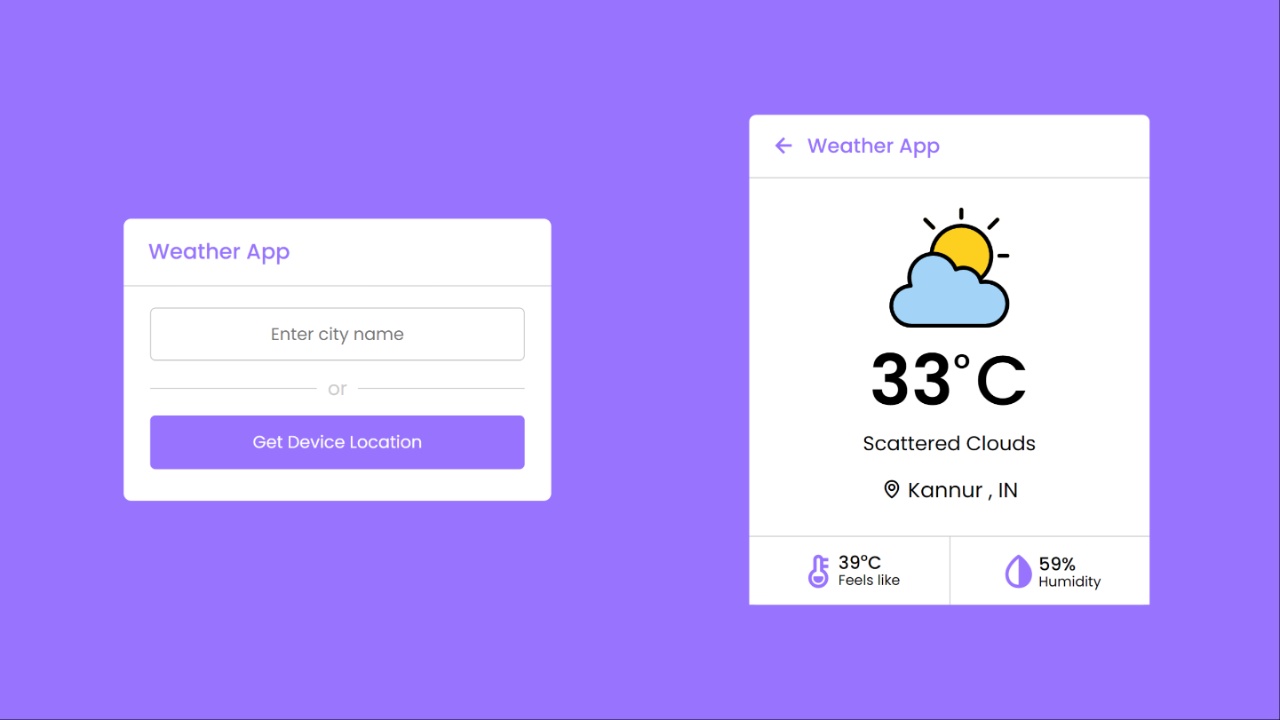 Weather App
Enter city name
or
Get Device Location
Weather App
33°C
Scattered Clouds
Kannur , IN
39°C
Feels like
59%
Humidity